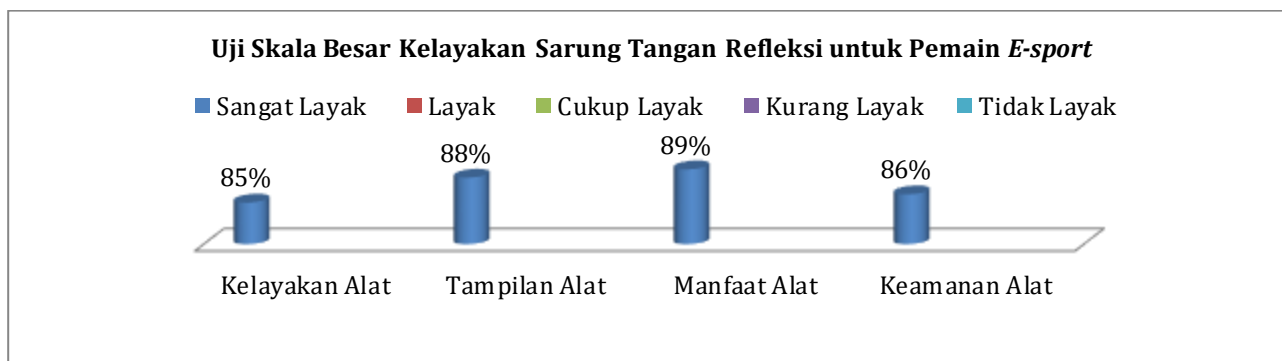 Uji Skala Besar Kelayakan Sarung Tangan Refleksi untuk Pemain E-sport
Sangat Layak Layak Cukup Layak Kurang Layak Tidak Layak
85% 88% 89% 86%
Kelayakan Alat Tampilan Alat Manfaat Alat Keamanan Alat